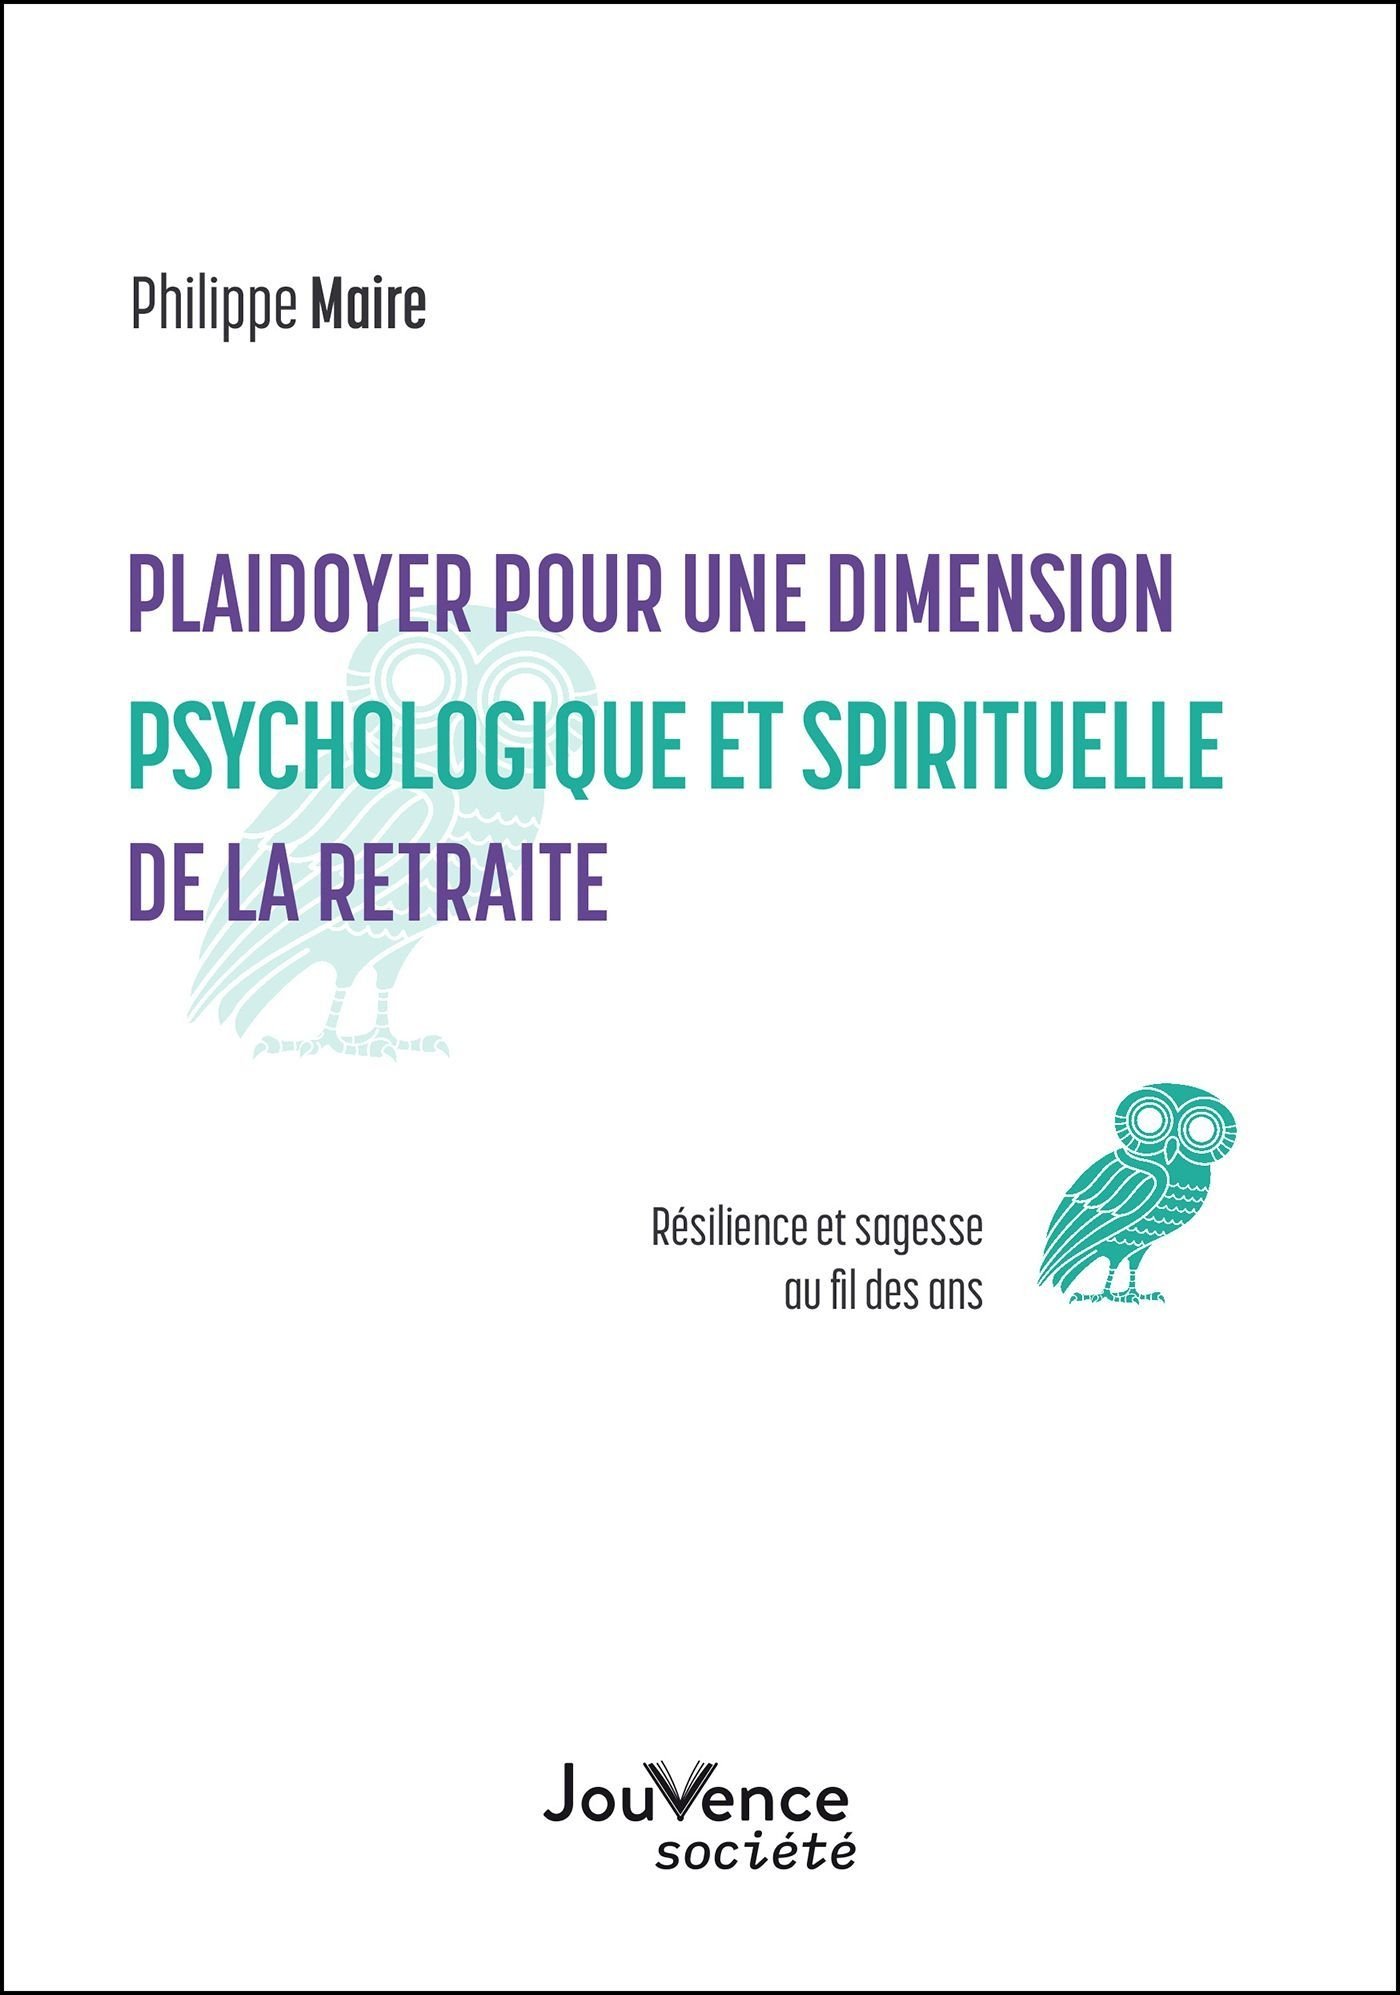 Philippe Maire
PLAIDOYER POUR UNE DIMENSION
PSYCHOLOGIQUE ET SPIRITUELLE
DE LA RETRAITE
Résilience et sagesse
au fil des ans
JouVence
société